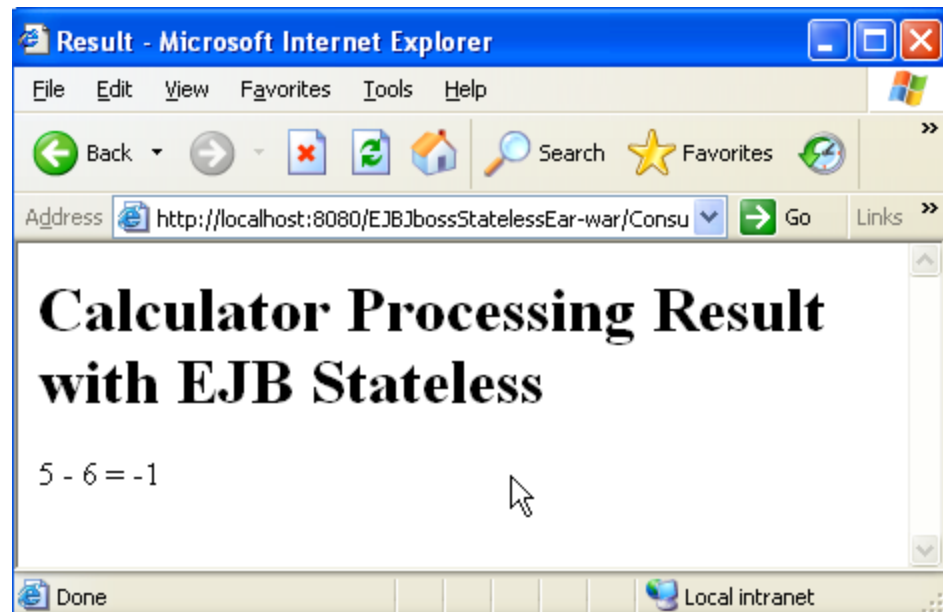 Result - Microsoft Internet Explorer
File Edit View Favorites Tools Help
Back Search Favorites »
Address http://localhost:8080/EJBJbossStatelessEar-war/Consu Go Links »
Calculator Processing Result
with EJB Stateless
5 - 6 = -1
Done Local intranet